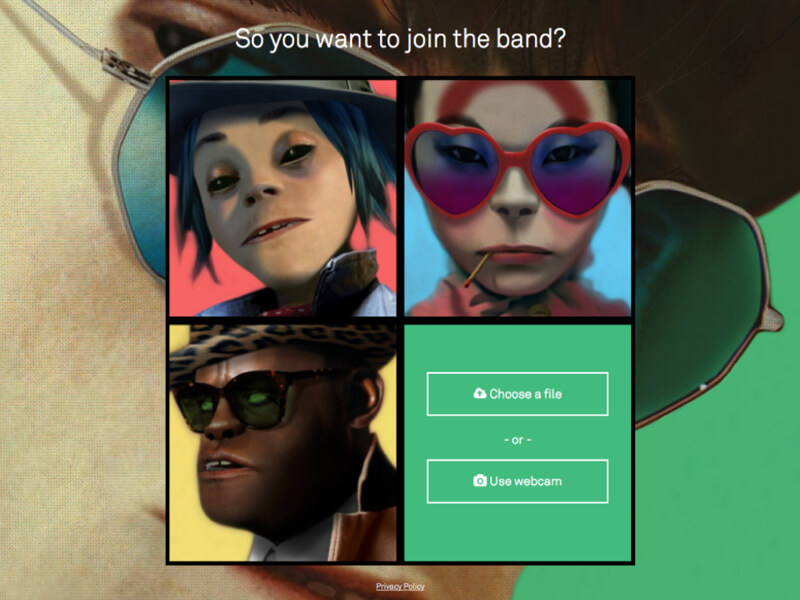 So you want to join the band?
Choose a file
- or -
Use webcam
Privacy Policy